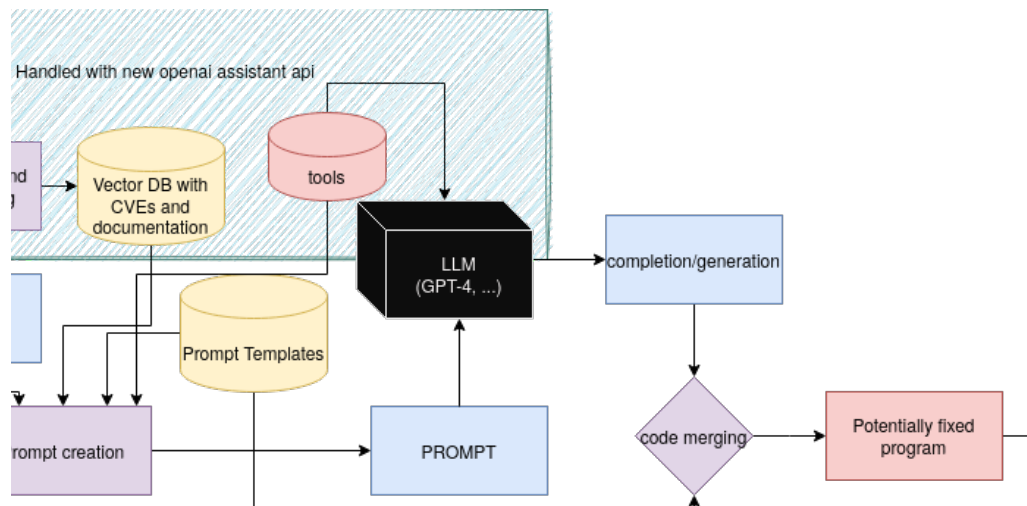 Handled with new openai assistant api
tools
nd
g
Vector DB with
CVEs and
documentation
LLM
(GPT-4, ...)
completion/generation
Prompt Templates
rompt creation
PROMPT
code merging
Potentially fixed
program